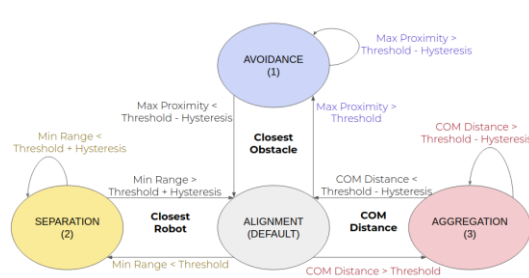 AVOIDANCE
(1)
Max Proximity >
Threshold - Hysteresis
Max Proximity <
Threshold - Hysteresis
Closest
Obstacle
Max Proximity >
Threshold
Min Range <
Threshold + Hysteresis
COM Distance >
Threshold - Hysteresis
Min Range >
Threshold + Hysteresis
COM Distance <
Threshold - Hysteresis
SEPARATION
(2)
Closest
Robot
ALIGNMENT
(DEFAULT)
COM
Distance
AGGREGATION
(3)
Min Range < Threshold
COM Distance > Threshold